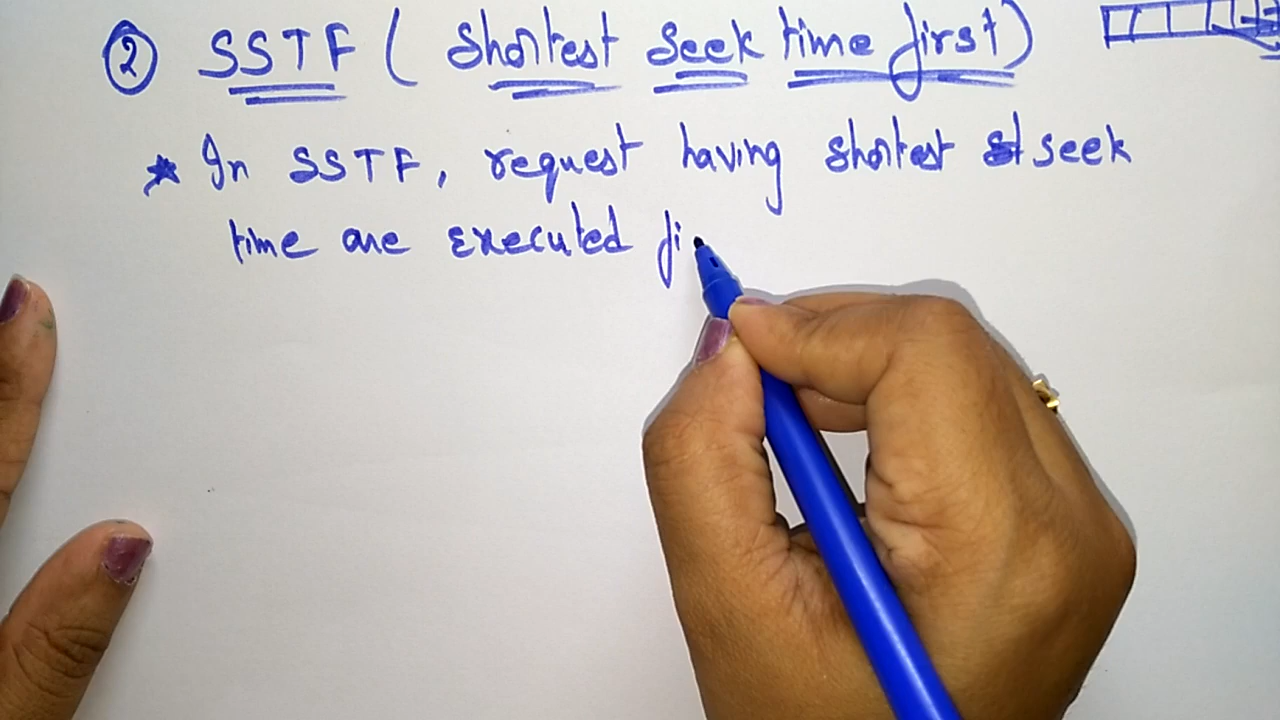 ② SSTF ( Shortest Seek time first )
* In SSTF, request having shortest seek
time are executed fi